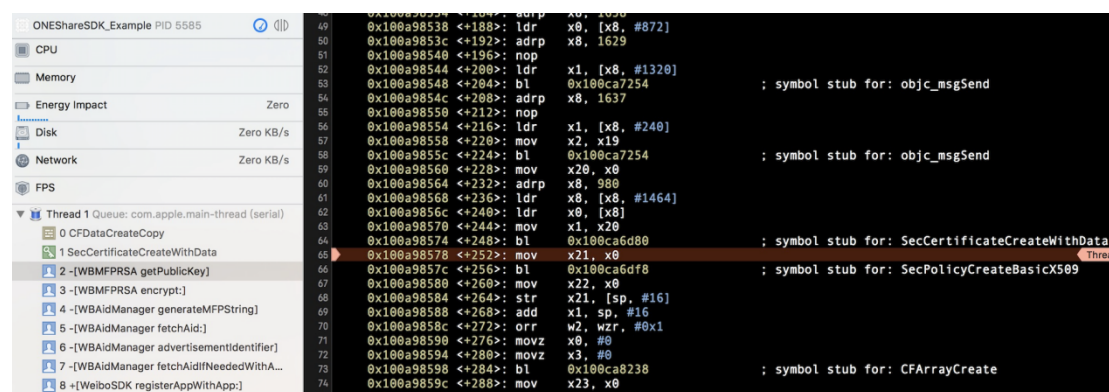 ONEShareSDK_Example PID 5585
CPU
Memory
Energy Impact Zero
Disk Zero KB/s
Network Zero KB/s
FPS
Thread 1 Queue: com.apple.main-thread (serial)
0 CFDataCreateCopy
1 SecCertificateCreateWithData
2 -[WBMFPRSA getPublicKey]
3 -[WBMFPRSA encrypt:]
4 -[WBAidManager generateMFPString]
5 -[WBAidManager fetchAid:]
6 -[WBAidManager advertisementIdentifier]
7 -[WBAidManager fetchAidIfNeededWithA...
8 +[WeiboSDK registerAppWithApp:]
48 0x100a98534 <+184>: adrp x8, 1638
49 0x100a98538 <+188>: ldr x0, [x8, #872]
50 0x100a9853c <+192>: adrp x8, 1629
51 0x100a98540 <+196>: nop
52 0x100a98544 <+200>: ldr x1, [x8, #1320]
53 0x100a98548 <+204>: bl 0x100ca7254 ; symbol stub for: objc_msgSend
54 0x100a9854c <+208>: adrp x8, 1637
55 0x100a98550 <+212>: nop
56 0x100a98554 <+216>: ldr x1, [x8, #240]
57 0x100a98558 <+220>: mov x2, x19
58 0x100a9855c <+224>: bl 0x100ca7254 ; symbol stub for: objc_msgSend
59 0x100a98560 <+228>: mov x20, x0
60 0x100a98564 <+232>: adrp x8, 980
61 0x100a98568 <+236>: ldr x8, [x8, #1464]
62 0x100a9856c <+240>: ldr x0, [x8]
63 0x100a98570 <+244>: mov x1, x20
64 0x100a98574 <+248>: bl 0x100ca6d80 ; symbol stub for: SecCertificateCreateWithData
65 0x100a98578 <+252>: mov x21, x0 Threa
66 0x100a9857c <+256>: bl 0x100ca6df8 ; symbol stub for: SecPolicyCreateBasicX509
67 0x100a98580 <+260>: mov x22, x0
68 0x100a98584 <+264>: str x21, [sp, #16]
69 0x100a98588 <+268>: add x1, sp, #16
70 0x100a9858c <+272>: orr w2, wzr, #0x1
71 0x100a98590 <+276>: movz x0, #0
72 0x100a98594 <+280>: movz x3, #0
73 0x100a98598 <+284>: bl 0x100ca8238 ; symbol stub for: CFArrayCreate
74 0x100a9859c <+288>: mov x23, x0